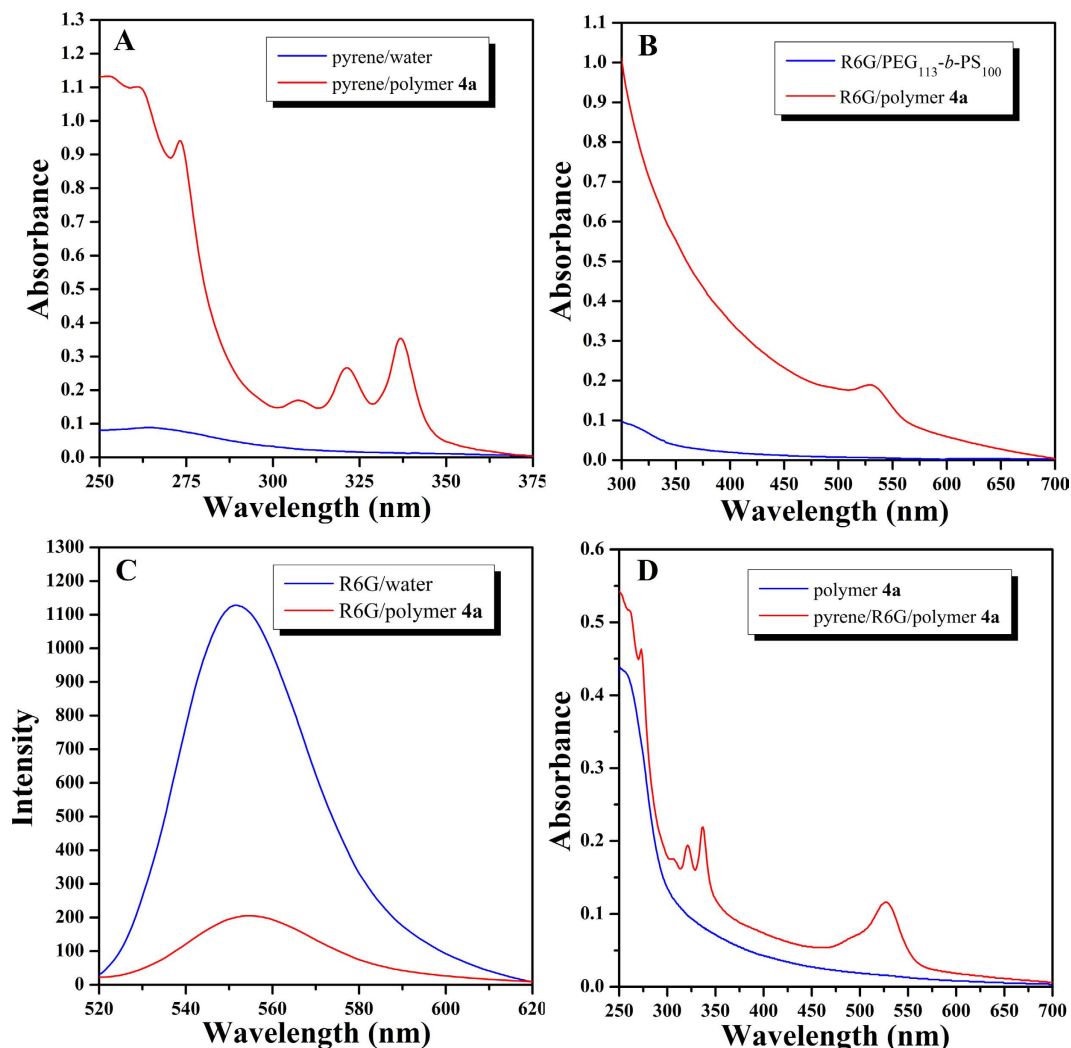 A
pyrene/water
pyrene/polymer 4a
Absorbance
1.3
1.2
1.1
1.0
0.9
0.8
0.7
0.6
0.5
0.4
0.3
0.2
0.1
0.0
250 275 300 325 350 375
Wavelength (nm)
B
R6G/PEG113-b-PS100
R6G/polymer 4a
Absorbance
1.1
1.0
0.9
0.8
0.7
0.6
0.5
0.4
0.3
0.2
0.1
0.0
300 350 400 450 500 550 600 650 700
Wavelength (nm)
C
R6G/water
R6G/polymer 4a
Intensity
1300
1200
1100
1000
900
800
700
600
500
400
300
200
100
0
520 540 560 580 600 620
Wavelength (nm)
D
polymer 4a
pyrene/R6G/polymer 4a
Absorbance
0.6
0.5
0.4
0.3
0.2
0.1
0.0
250 300 350 400 450 500 550 600 650 700
Wavelength (nm)